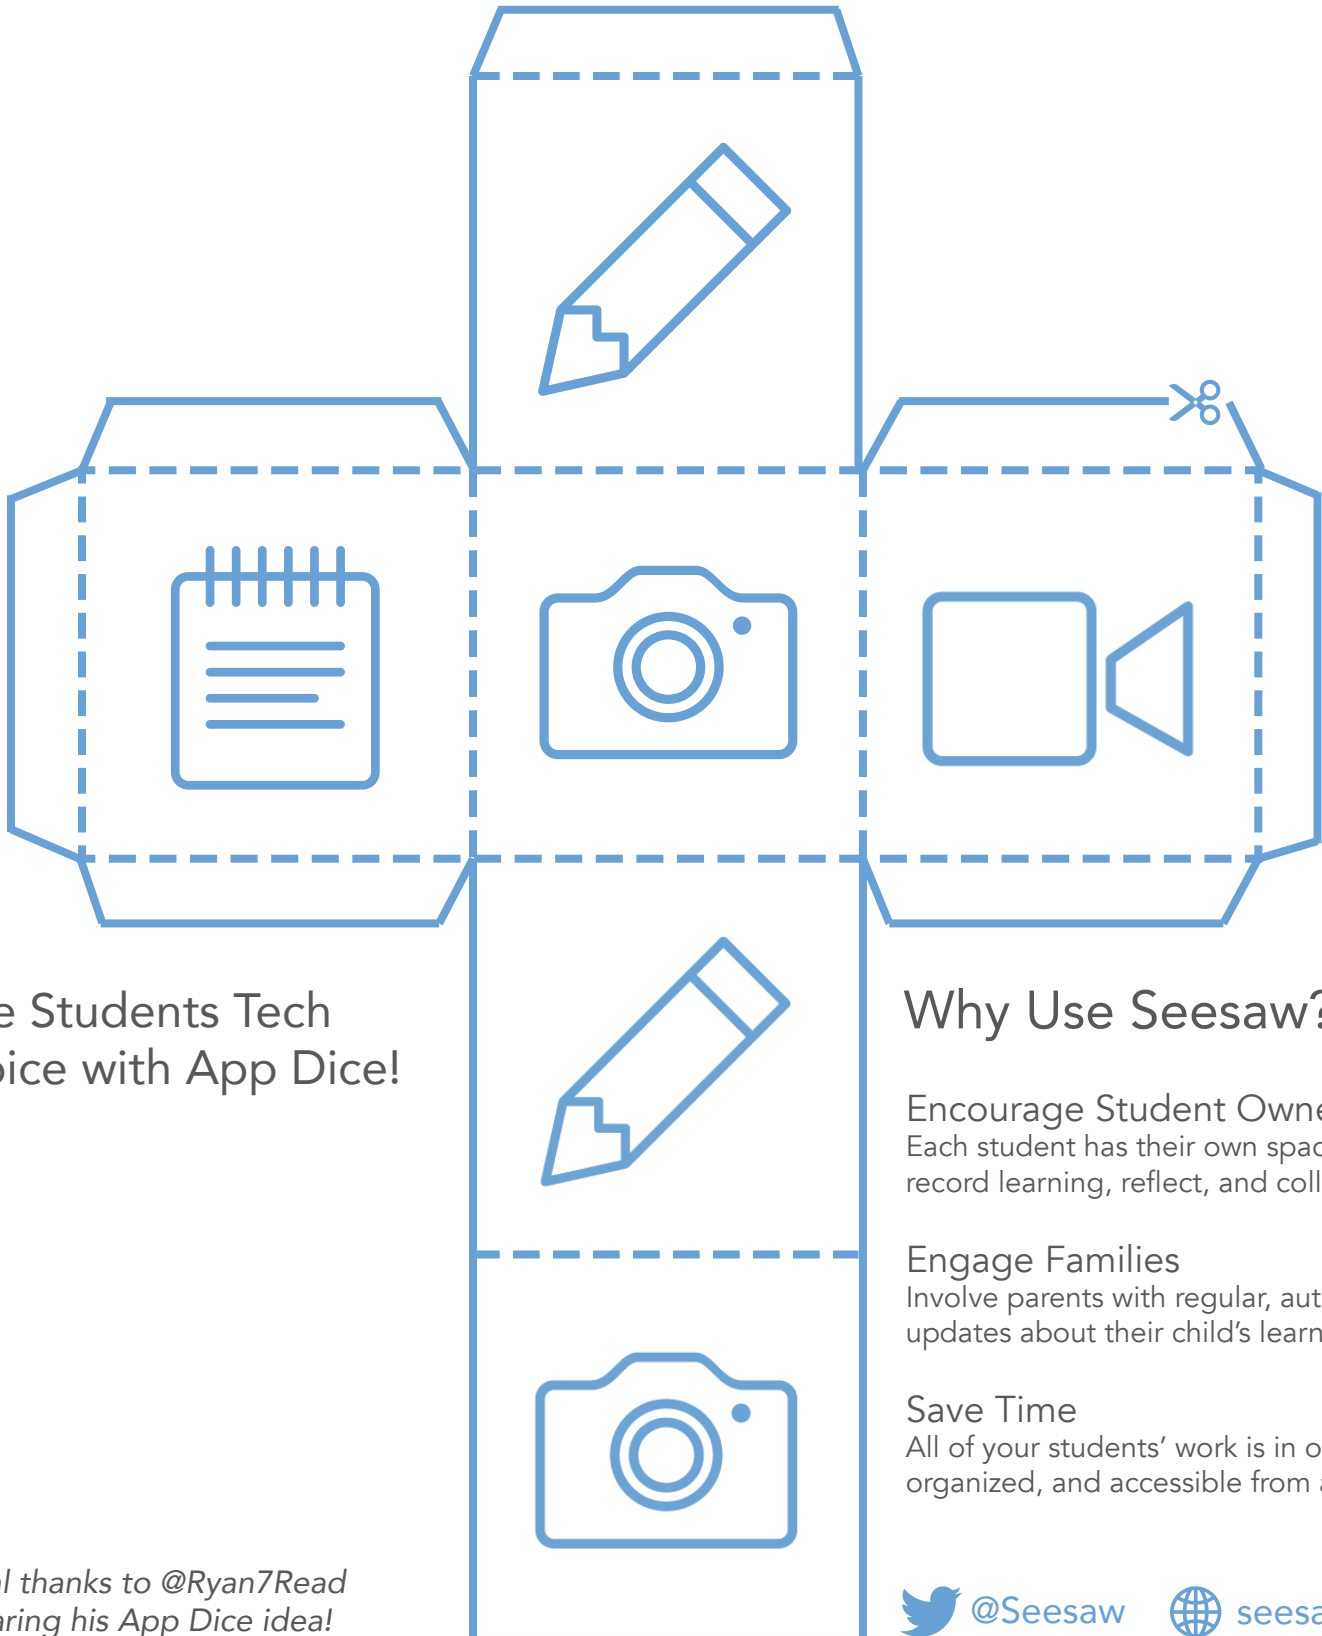 e Students Tech
oice with App Dice!
al thanks to @Ryan7Read
aring his App Dice idea!
Why Use Seesaw?
Encourage Student Owne
Each student has their own spac
record learning, reflect, and coll
Engage Families
Involve parents with regular, aut
updates about their child’s learn
Save Time
All of your students’ work is in o
organized, and accessible from a
@Seesaw
seesa